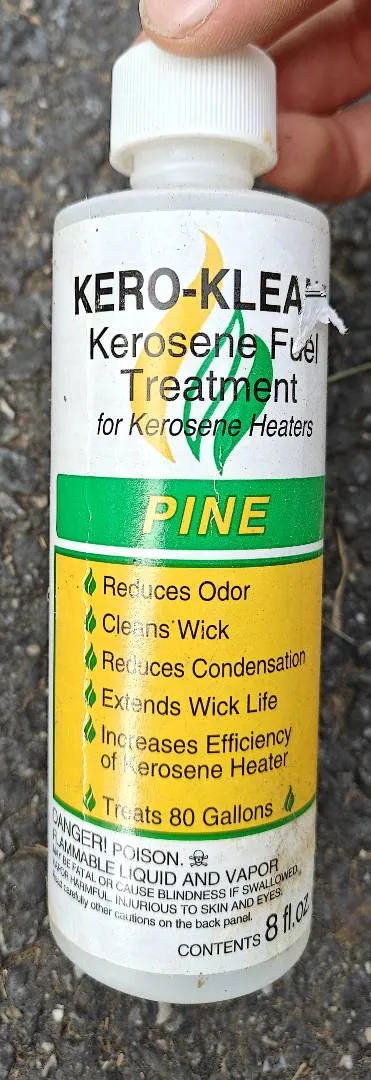 KERO-KLEA
Kerosene Fuel
Treatment
for Kerosene Heaters
PINE
Reduces Odor
Cleans Wick
Reduces Condensation
Extends Wick Life
Increases Efficiency
of Kerosene Heater
Treats 80 Gallons
DANGER! POISON.
FLAMMABLE LIQUID AND VAPOR
MAY BE FATAL OR CAUSE BLINDNESS IF SWALLOWED,
VAPOR HARMFUL. INJURIOUS TO SKIN AND EYES.
Read carefully other cautions on the back panel.
CONTENTS 8 fl.oz.